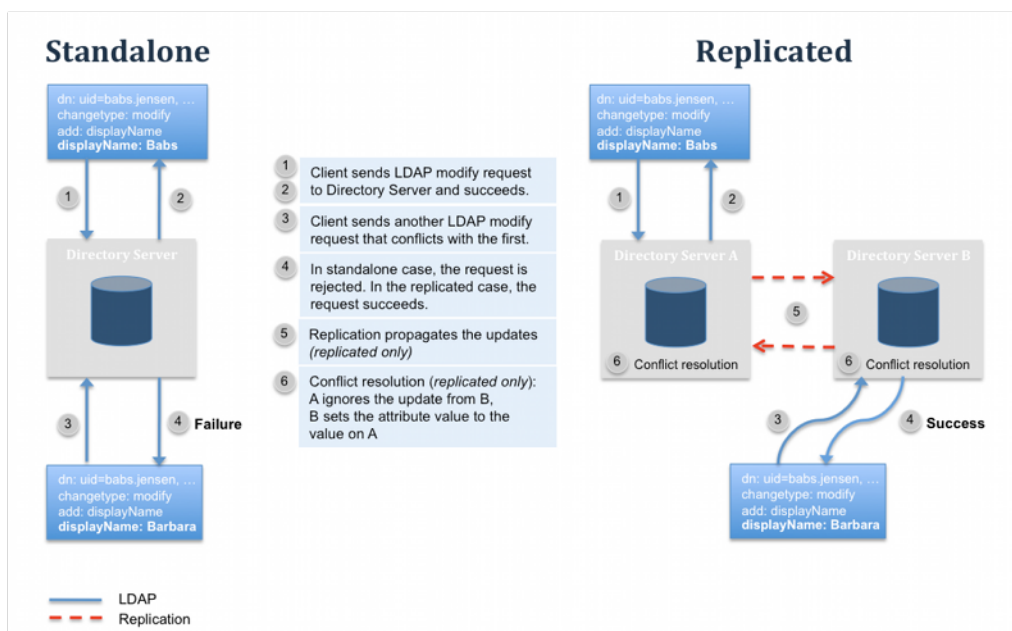 Standalone
dn: uid=babs.jensen, ...
changetype: modify
add: displayName
displayName: Babs
1
2
Directory Server
3
4
Failure
dn: uid=babs.jensen, ...
changetype: modify
add: displayName
displayName: Barbara
LDAP
Replication
1
2
Client sends LDAP modify request
to Directory Server and succeeds.
3
Client sends another LDAP modify
request that conflicts with the first.
4
In standalone case, the request is
rejected. In the replicated case, the
request succeeds.
5
Replication propagates the updates
(replicated only)
6
Conflict resolution (replicated only):
A ignores the update from B,
B sets the attribute value to the
value on A
Replicated
dn: uid=babs.jensen, ...
changetype: modify
add: displayName
displayName: Babs
1
2
Directory Server A
Directory Server B
5
6 Conflict resolution
6 Conflict resolution
3
4
Success
dn: uid=babs.jensen, ...
changetype: modify
add: displayName
displayName: Barbara